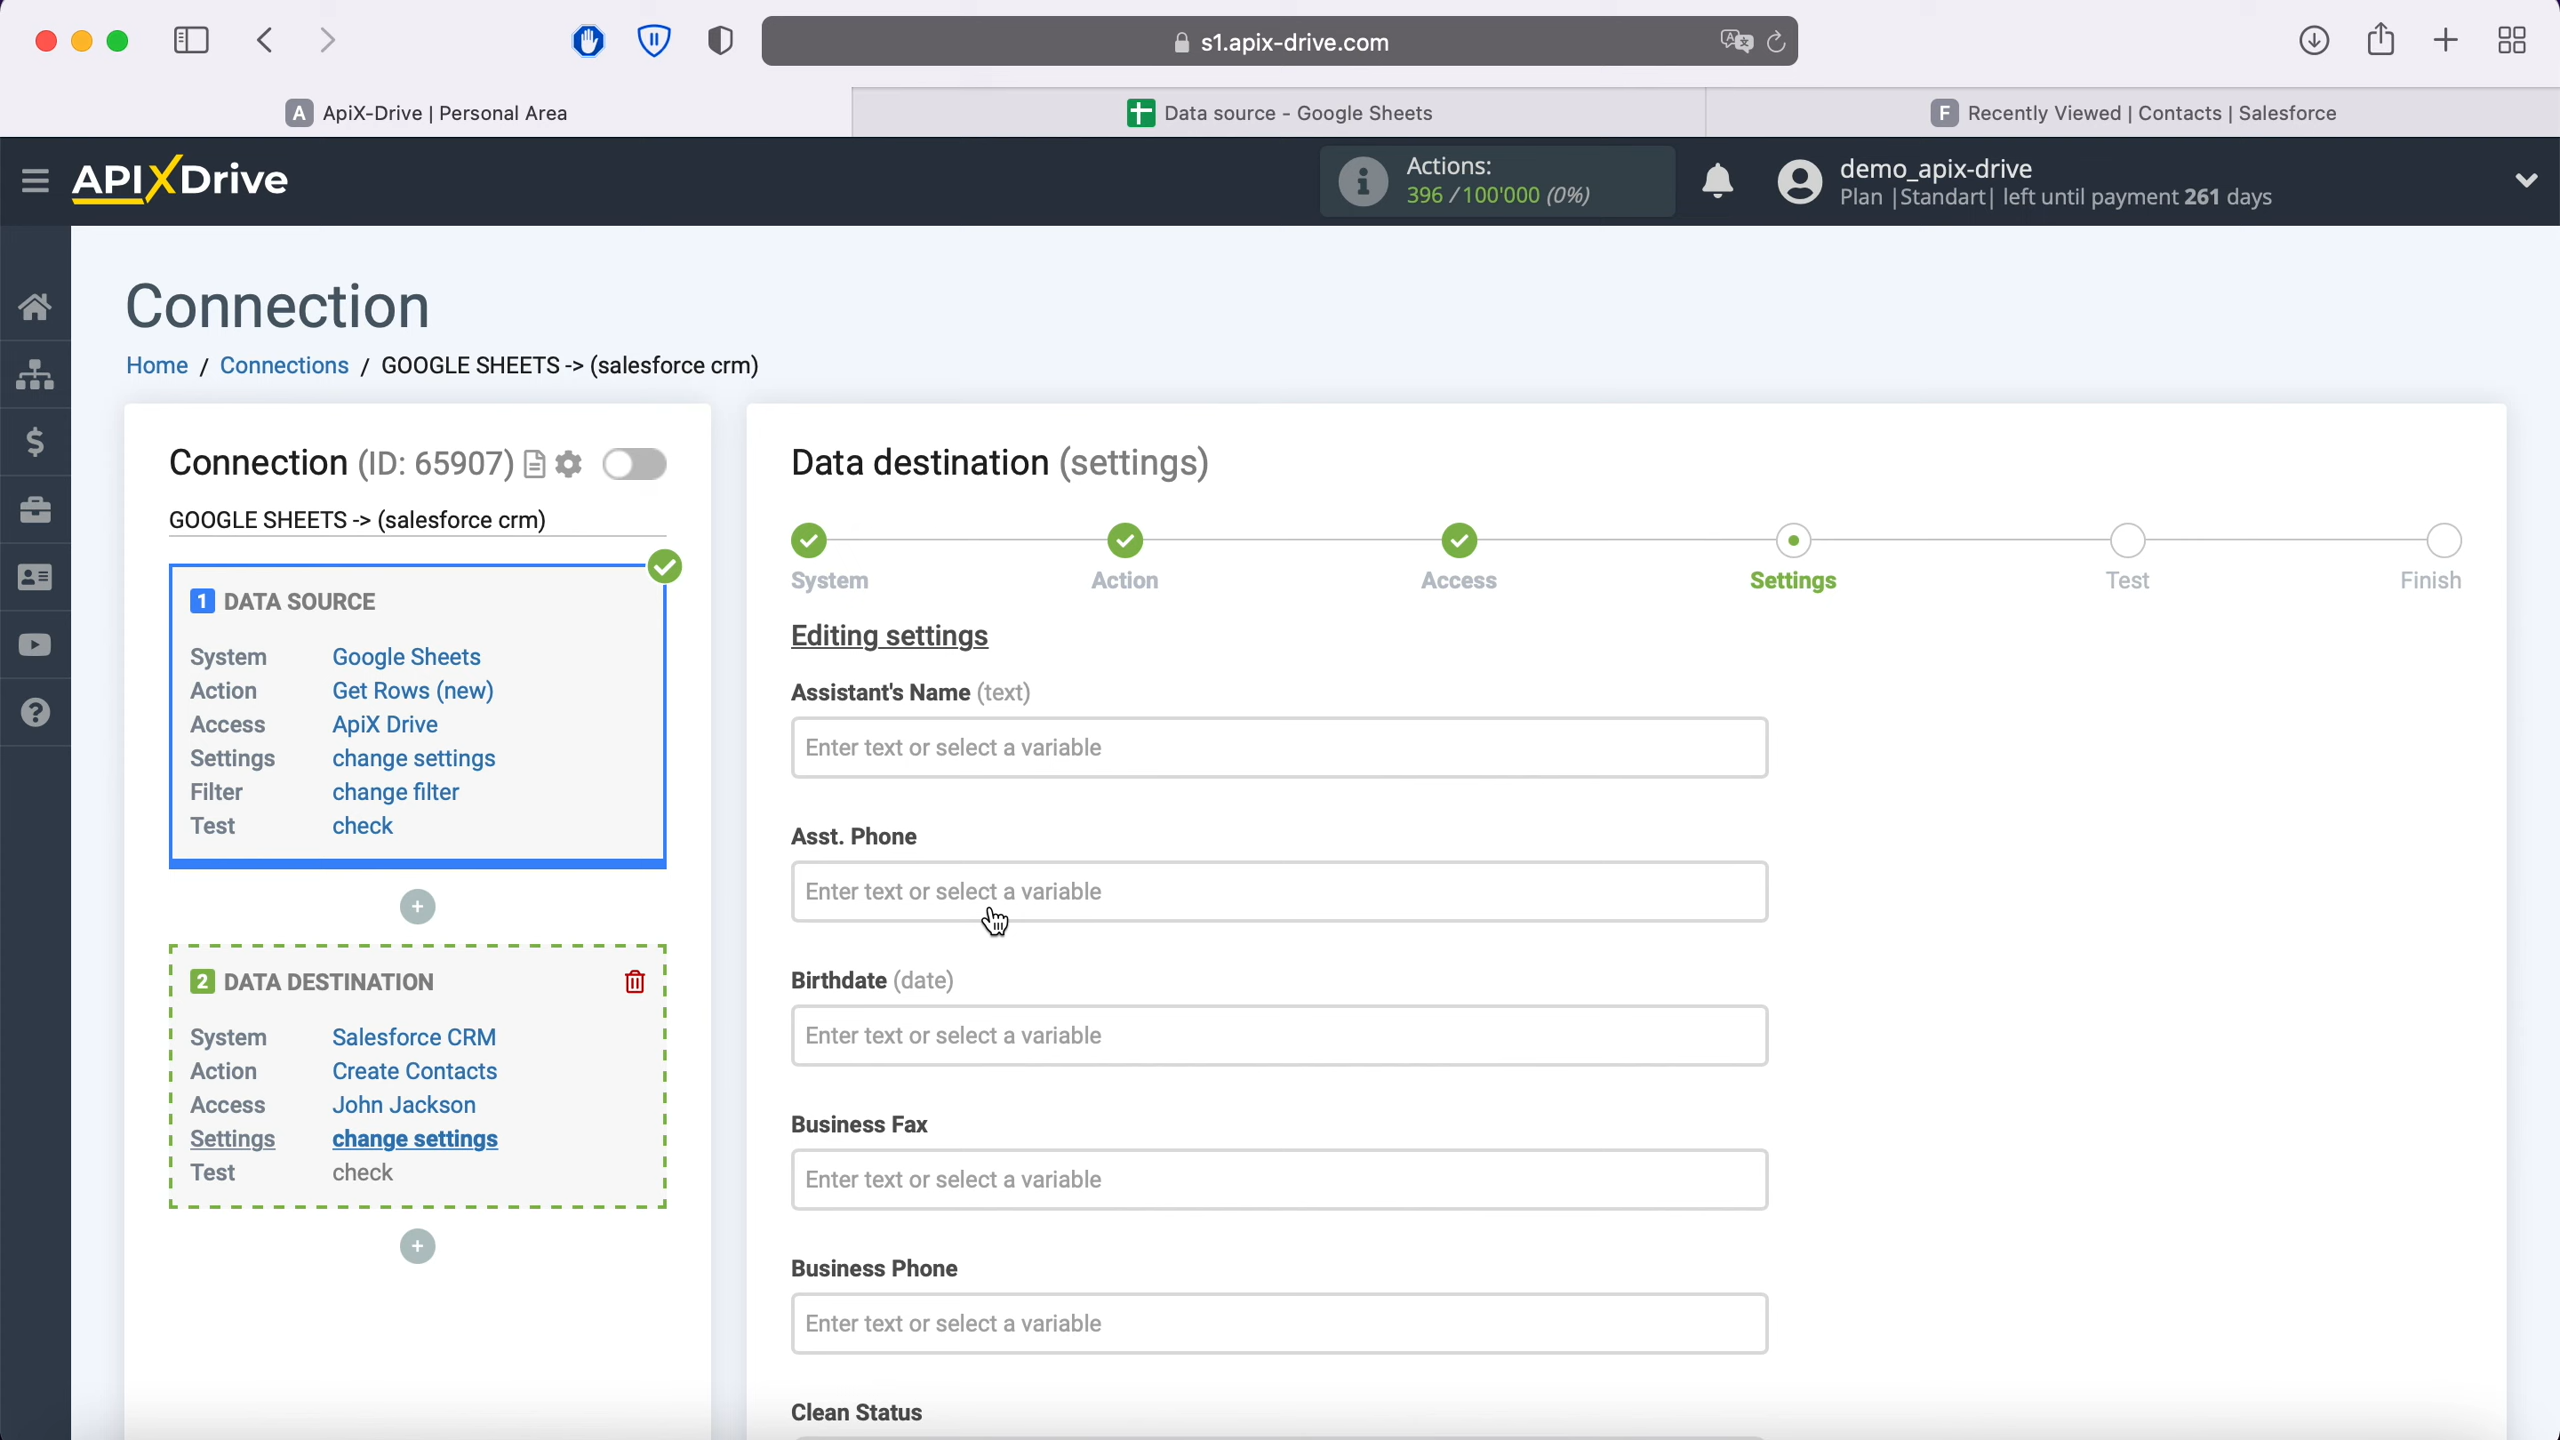 s1.apix-drive.com
A ApiX-Drive | Personal Area
Data source - Google Sheets
F Recently Viewed | Contacts | Salesforce
APIXDrive
Actions:
396 / 100'000 (0%)
demo_apix-drive
Plan |Standart| left until payment 261 days
Connection
Home / Connections / GOOGLE SHEETS -> (salesforce crm)
Connection (ID: 65907)
GOOGLE SHEETS -> (salesforce crm)
1 DATA SOURCE
System Google Sheets
Action Get Rows (new)
Access ApiX Drive
Settings change settings
Filter change filter
Test check
2 DATA DESTINATION
System Salesforce CRM
Action Create Contacts
Access John Jackson
Settings change settings
Test check
Data destination (settings)
System Action Access Settings Test Finish
Editing settings
Assistant's Name (text)
Enter text or select a variable
Asst. Phone
Enter text or select a variable
Birthdate (date)
Enter text or select a variable
Business Fax
Enter text or select a variable
Business Phone
Enter text or select a variable
Clean Status